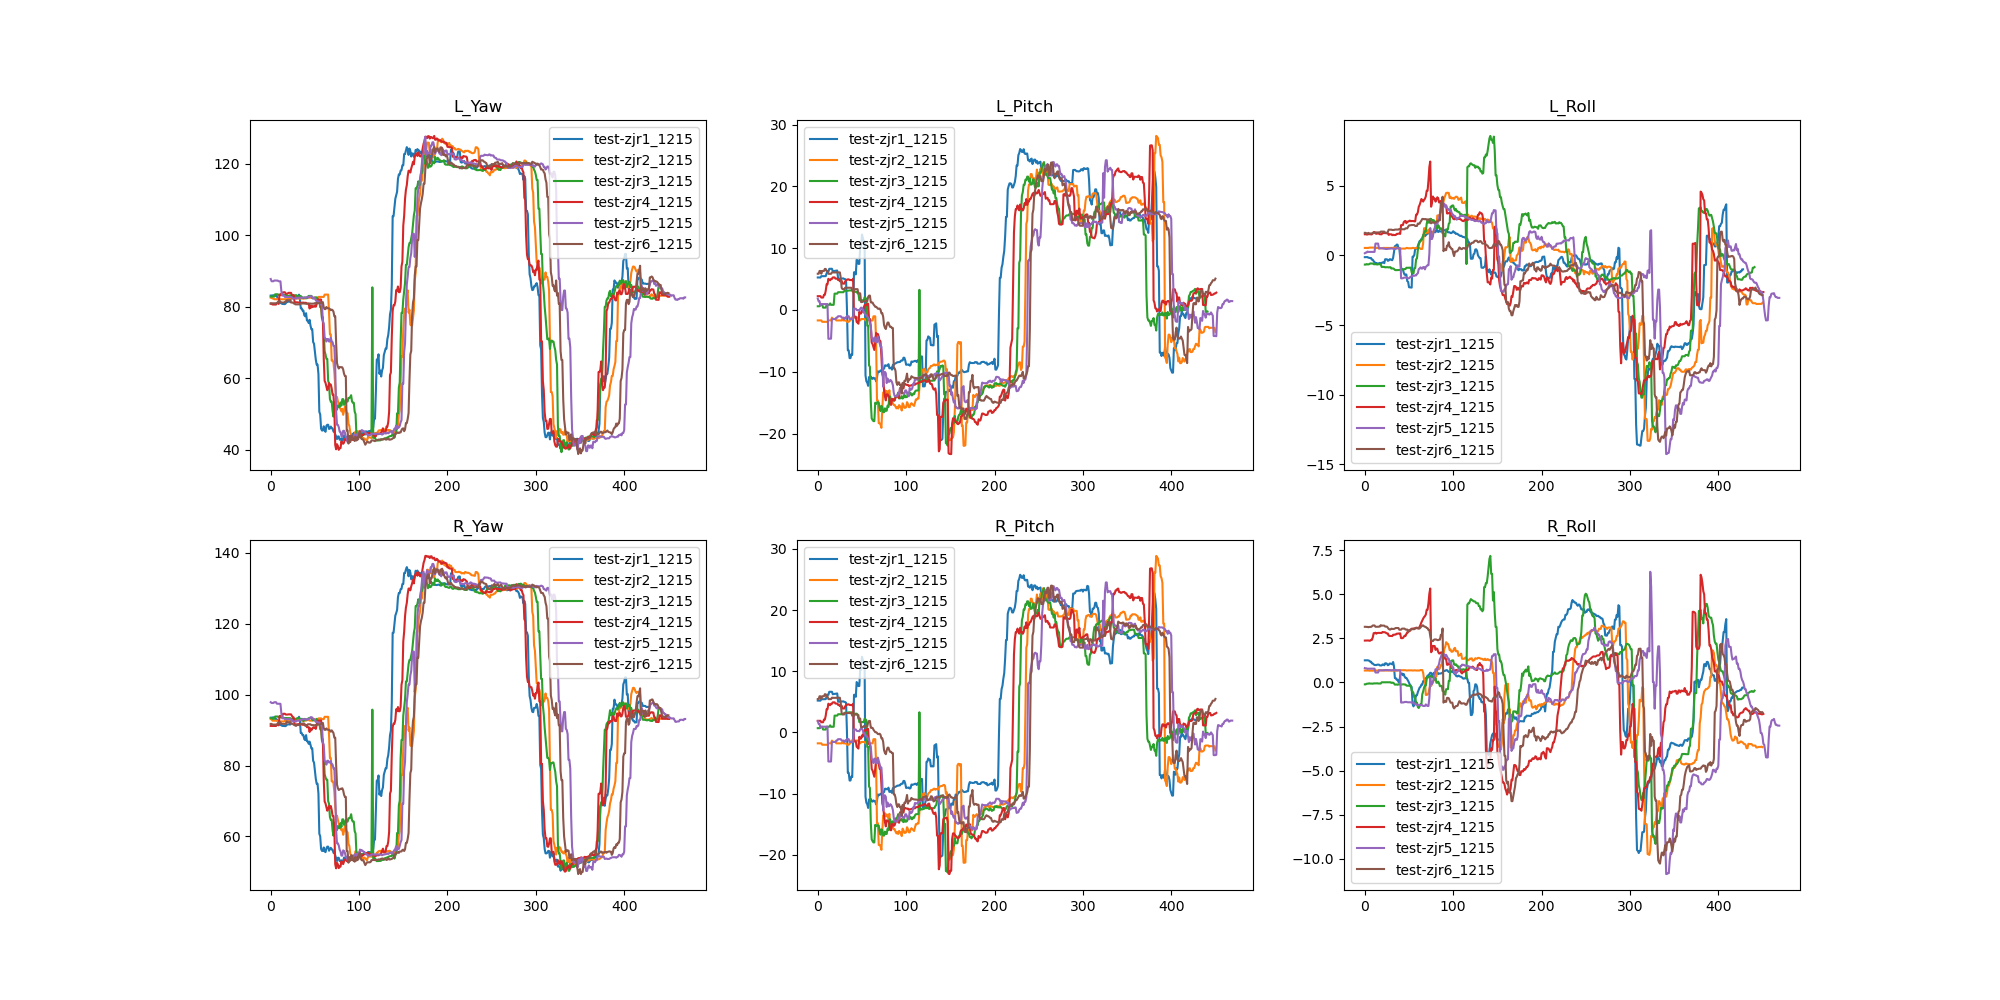 L_Yaw
120
100
80
60
40
0 100 200 300 400
test-zjr1_1215
test-zjr2_1215
test-zjr3_1215
test-zjr4_1215
test-zjr5_1215
test-zjr6_1215
L_Pitch
30
20
10
0
−10
−20
0 100 200 300 400
test-zjr1_1215
test-zjr2_1215
test-zjr3_1215
test-zjr4_1215
test-zjr5_1215
test-zjr6_1215
L_Roll
5
0
−5
−10
−15
0 100 200 300 400
test-zjr1_1215
test-zjr2_1215
test-zjr3_1215
test-zjr4_1215
test-zjr5_1215
test-zjr6_1215
R_Yaw
140
120
100
80
60
0 100 200 300 400
test-zjr1_1215
test-zjr2_1215
test-zjr3_1215
test-zjr4_1215
test-zjr5_1215
test-zjr6_1215
R_Pitch
30
20
10
0
−10
−20
0 100 200 300 400
test-zjr1_1215
test-zjr2_1215
test-zjr3_1215
test-zjr4_1215
test-zjr5_1215
test-zjr6_1215
R_Roll
7.5
5.0
2.5
0.0
−2.5
−5.0
−7.5
−10.0
0 100 200 300 400
test-zjr1_1215
test-zjr2_1215
test-zjr3_1215
test-zjr4_1215
test-zjr5_1215
test-zjr6_1215